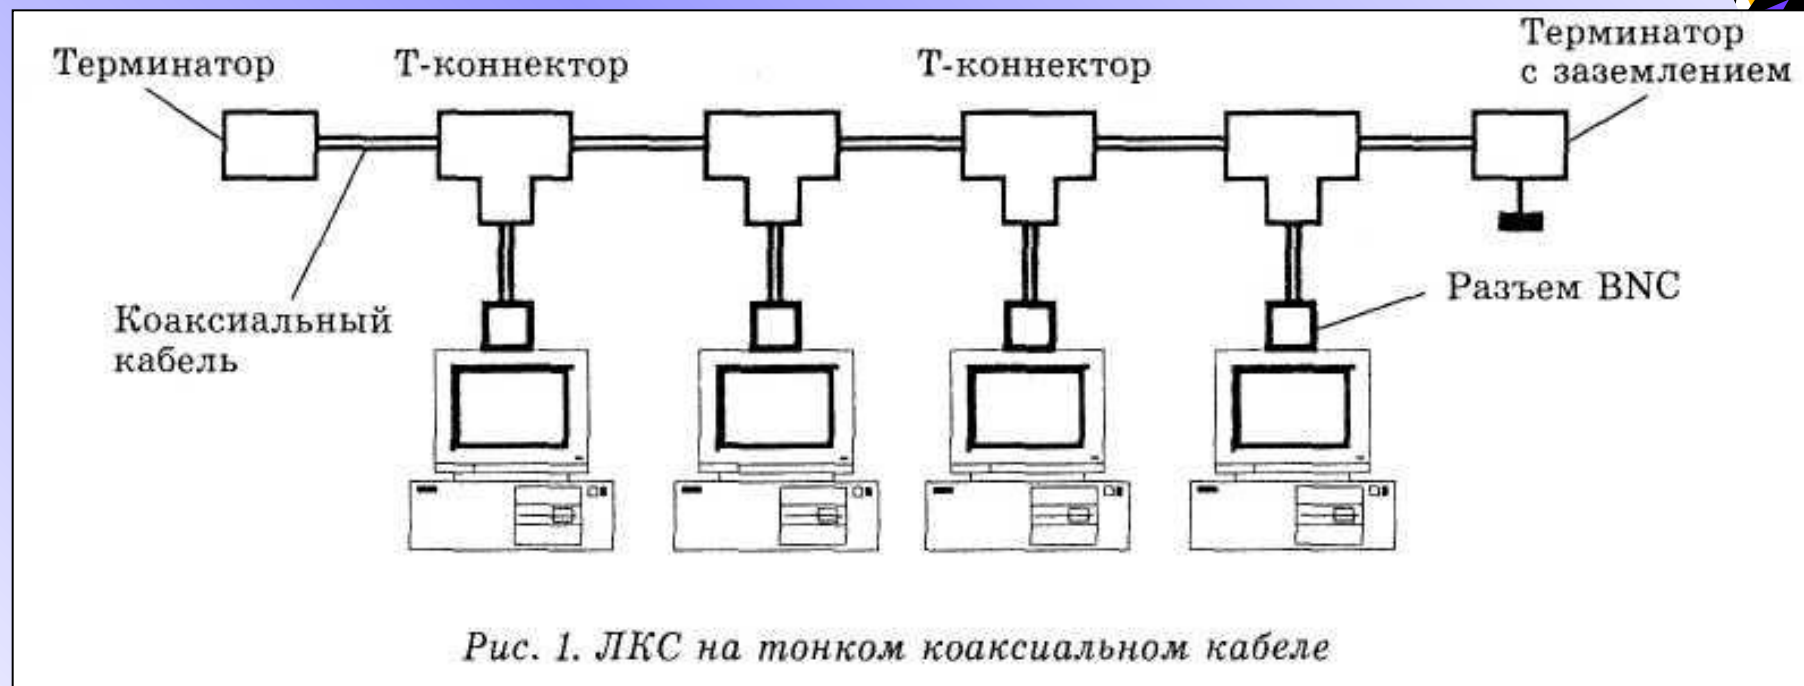 Терминатор
Т-коннектор
Т-коннектор
Терминатор
с заземлением
Коаксиальный
кабель
Разъем BNC
Рис. 1. ЛКС на тонком коаксиальном кабеле